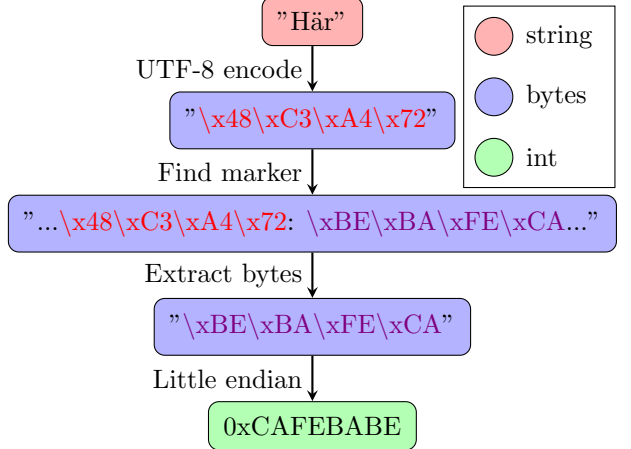 ”Här”
UTF-8 encode
”\x48\xC3\xA4\x72”
Find marker
”...\x48\xC3\xA4\x72: \xBE\xBA\xFE\xCA...”
Extract bytes
”\xBE\xBA\xFE\xCA”
Little endian
0xCAFEBABE
string
bytes
int